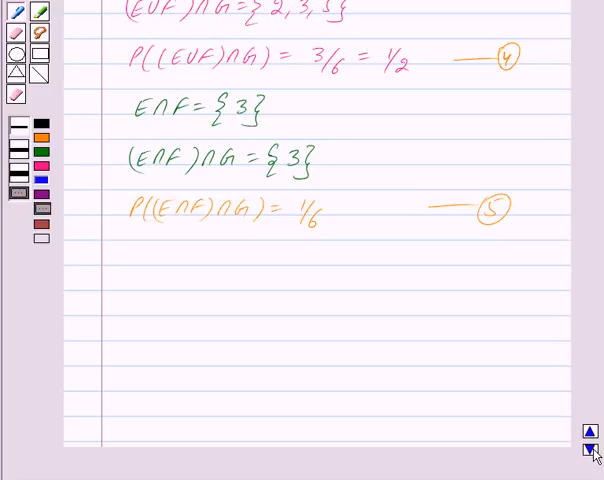 (E∪F)∩G = {2, 3, 5}
P((E∪F)∩G) = 3/6 = 1/2 —— ④
E∩F = {3}
(E∩F)∩G = {3}
P((E∩F)∩G) = 1/6 —— ⑤